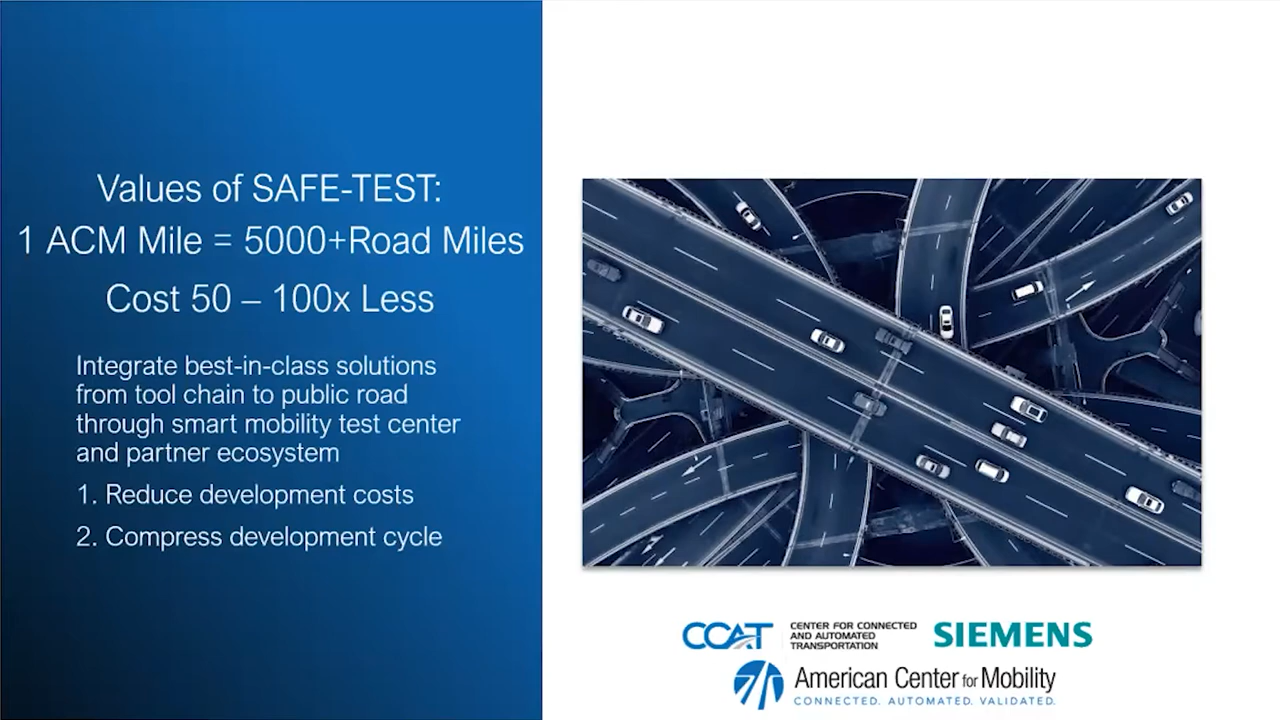 Values of SAFE-TEST:
1 ACM Mile = 5000+Road Miles
Cost 50 – 100x Less
Integrate best-in-class solutions
from tool chain to public road
through smart mobility test center
and partner ecosystem
1. Reduce development costs
2. Compress development cycle
CCAT
CENTER FOR CONNECTED
AND AUTOMATED
TRANSPORTATION
SIEMENS
American Center for Mobility
CONNECTED. AUTOMATED. VALIDATED.